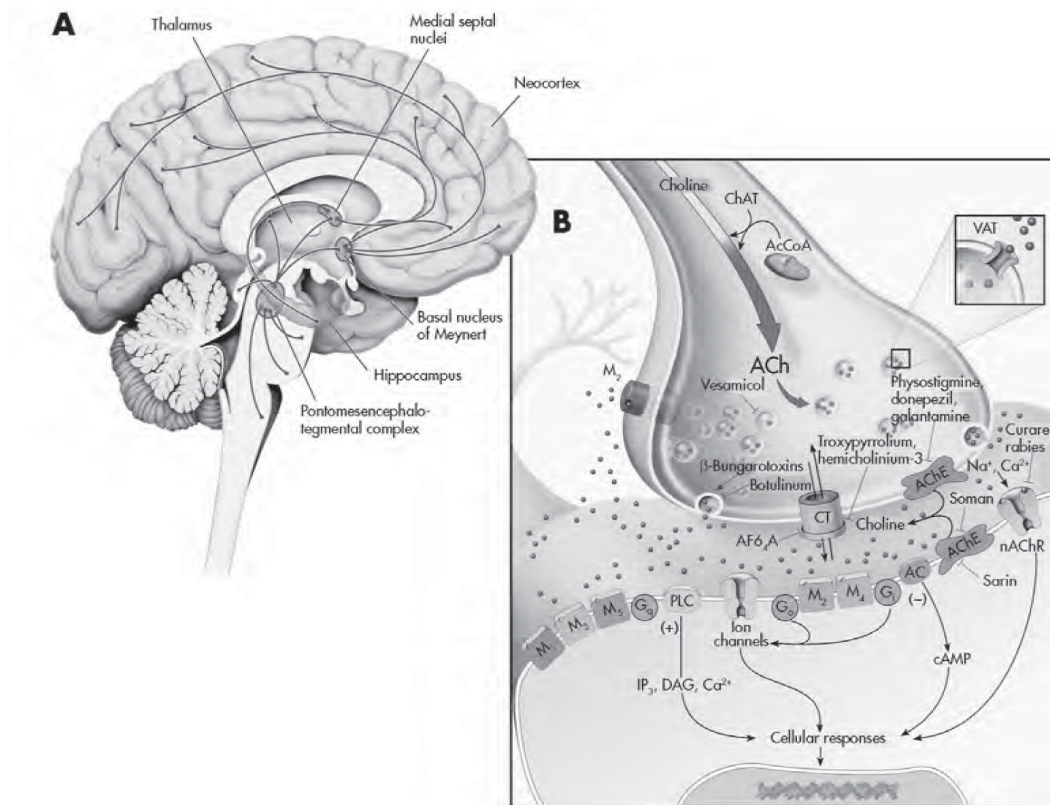 A
Thalamus
Medial septal
nuclei
Neocortex
Basal nucleus
of Meynert
Hippocampus
Pontomesencephalo-
tegmental complex
B
Choline
ChAT
AcCoA
VAT
ACh
M₂
Vesamicol
Physostigmine,
donepezil,
galantamine
Curare
rabies
Troxypyrrolium,
hemicholinium-3
Na⁺, Ca²⁺
β-Bungarotoxins
Botulinum
AChE
Soman
CT
Choline
nAChR
AF6₄A
AChE
Sarin
M₁
M₃
M₅
Gq
PLC
(+)
Ion
channels
Gₒ
M₂
M₄
Gᵢ
AC
(–)
cAMP
IP₃, DAG, Ca²⁺
Cellular responses